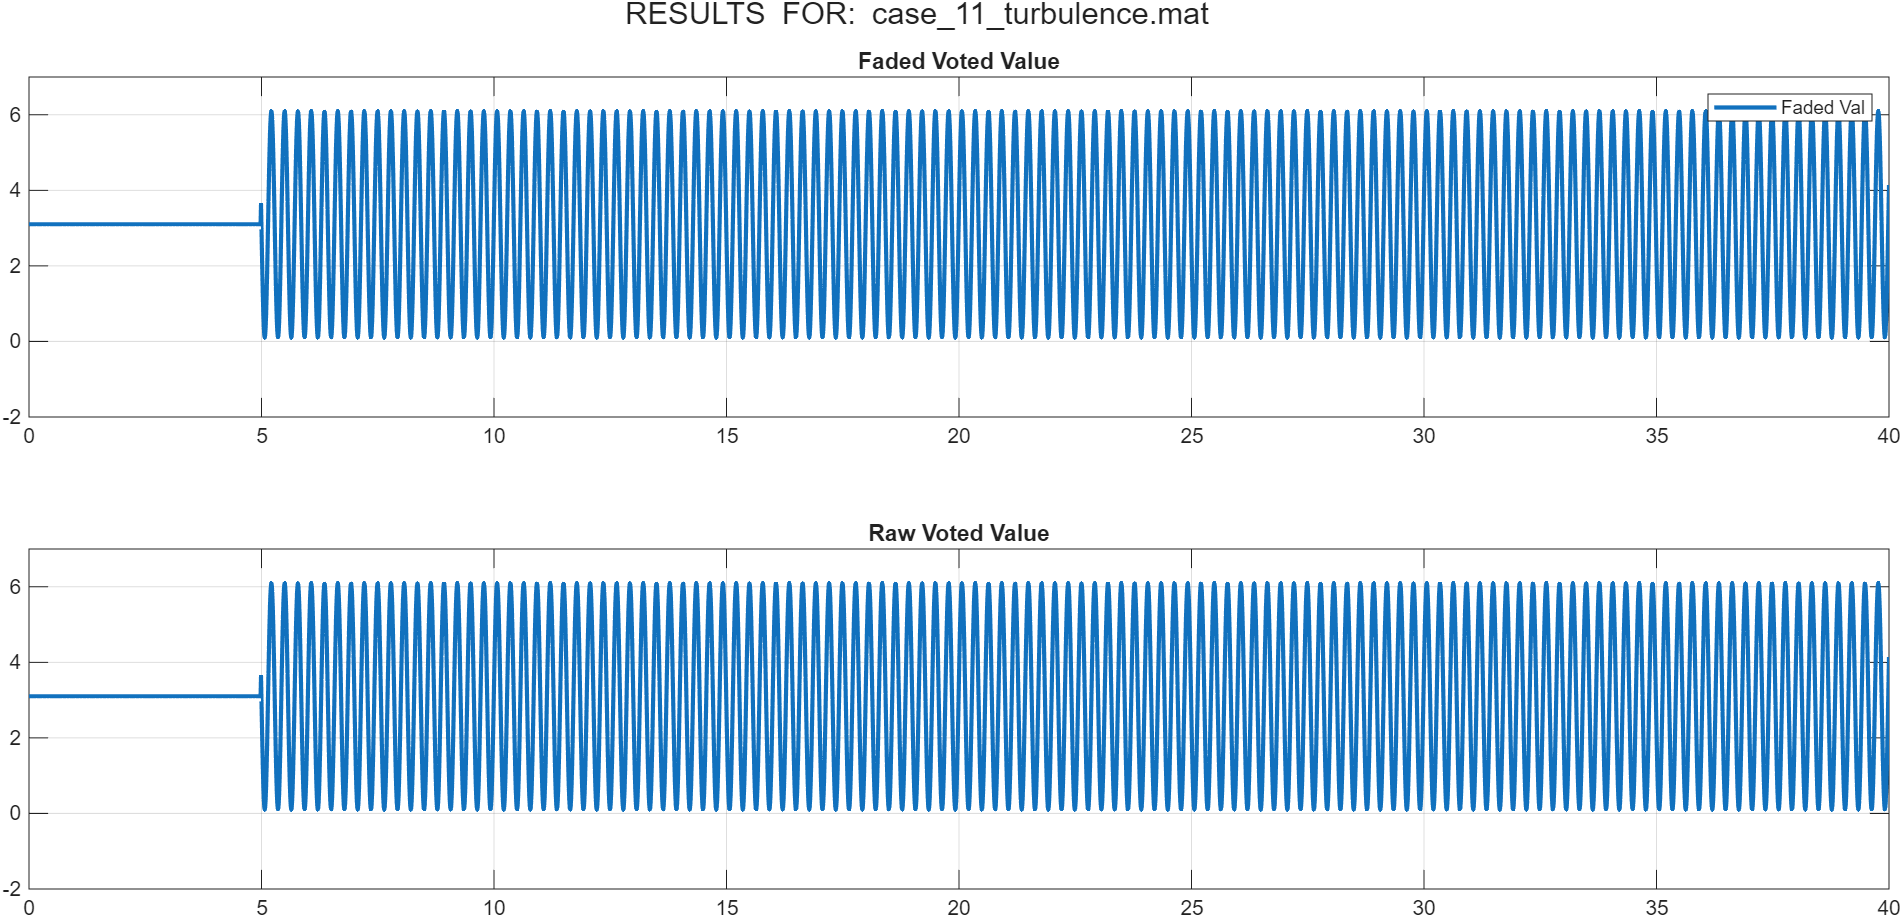 RESULTS FOR: case_11_turbulence.mat
Faded Voted Value
Faded Val
6
4
2
0
-2
0 5 10 15 20 25 30 35 40
Raw Voted Value
6
4
2
0
-2
0 5 10 15 20 25 30 35 40